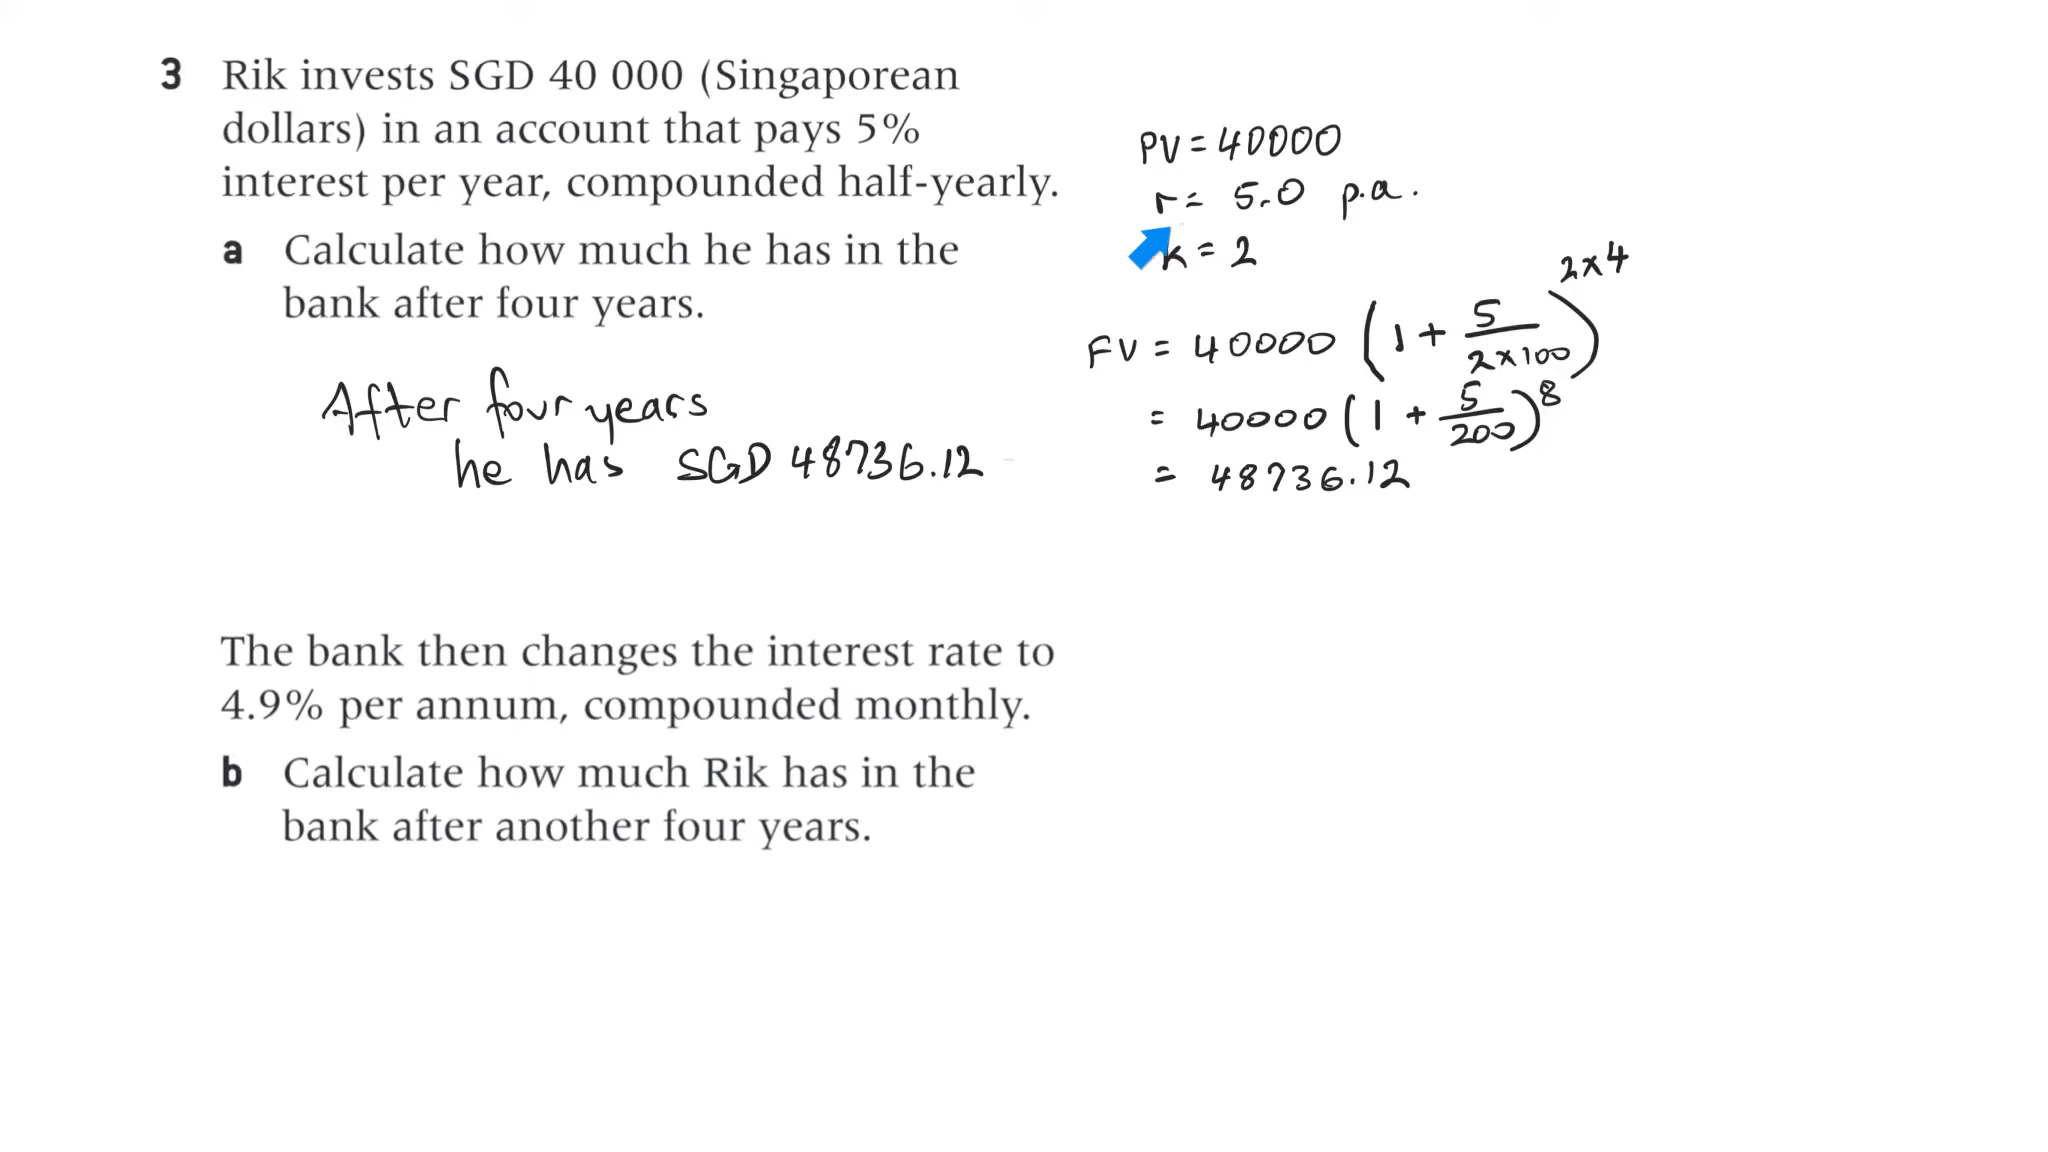 3 Rik invests SGD 40 000 (Singaporean
dollars) in an account that pays 5%
interest per year, compounded half-yearly.
a Calculate how much he has in the
bank after four years.
After four years
he has SGD 48736.12
PV = 40000
r = 5.0 p.a.
k = 2
FV = 40000 (1 + 5/(2×100))^(2×4)
= 40000 (1 + 5/200)^8
= 48736.12
The bank then changes the interest rate to
4.9% per annum, compounded monthly.
b Calculate how much Rik has in the
bank after another four years.